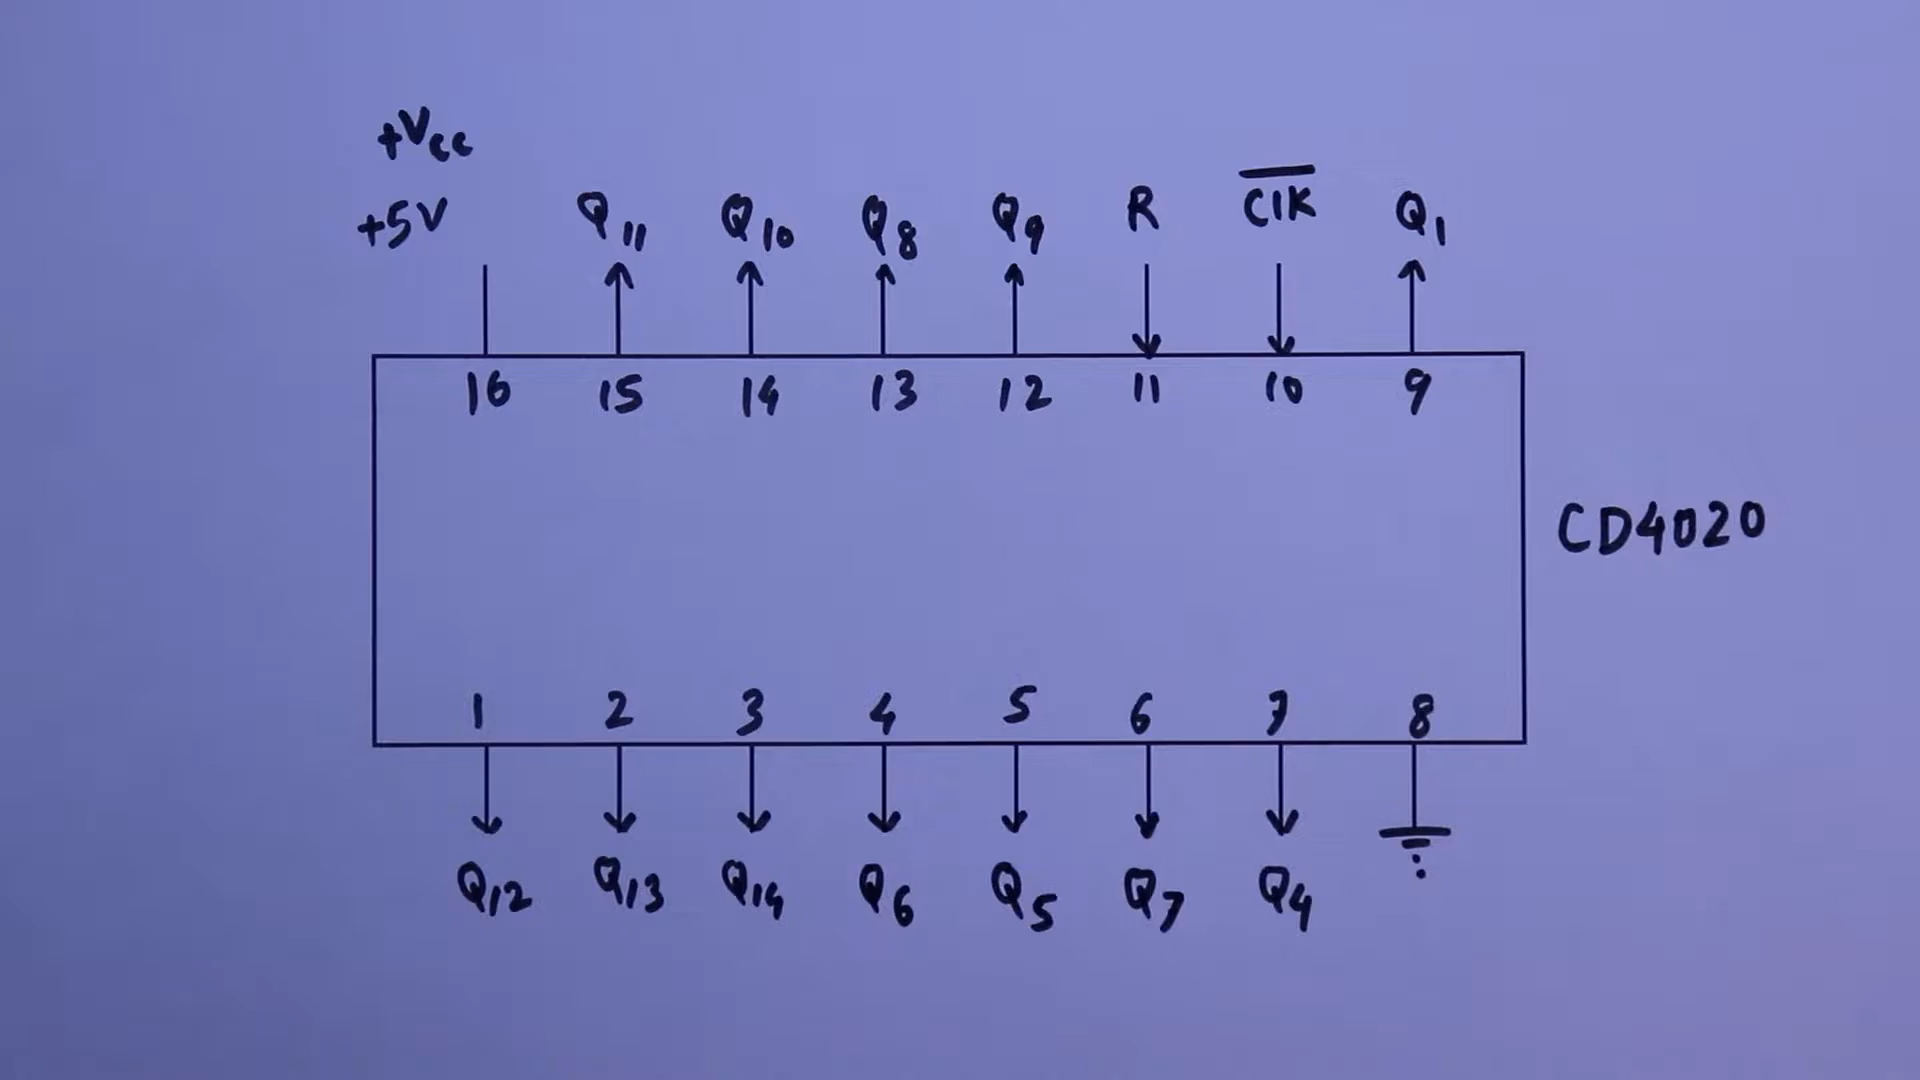 +Vcc
+5V Q11 Q10 Q8 Q9 R C̅l̅K̅ Q1
16 15 14 13 12 11 10 9
CD4020
1 2 3 4 5 6 7 8
Q12 Q13 Q14 Q6 Q5 Q7 Q4